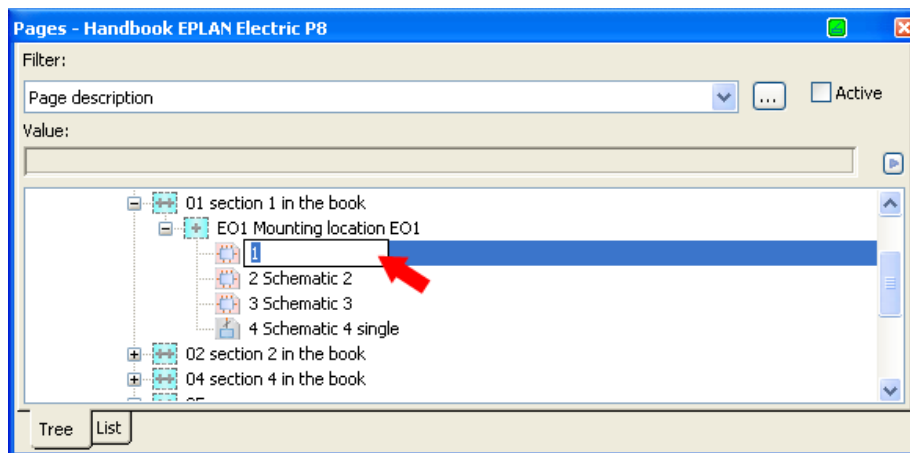 Pages - Handbook EPLAN Electric P8
Filter:
Page description
...
Active
Value:
01 section 1 in the book
EO1 Mounting location EO1
1
2 Schematic 2
3 Schematic 3
4 Schematic 4 single
02 section 2 in the book
04 section 4 in the book
Tree List